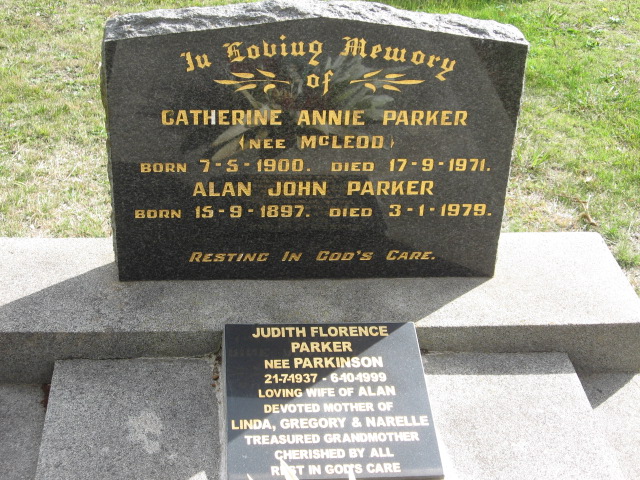 In Loving Memory
of
CATHERINE ANNIE PARKER
(NEE McLEOD)
BORN 7-5-1900. DIED 17-9-1971.
ALAN JOHN PARKER
BORN 15-9-1897. DIED 3-1-1979.
RESTING IN GOD'S CARE.
JUDITH FLORENCE
PARKER
NEE PARKINSON
21-7-1937 - 6-10-1999
LOVING WIFE OF ALAN
DEVOTED MOTHER OF
LINDA, GREGORY & NARELLE
TREASURED GRANDMOTHER
CHERISHED BY ALL
REST IN GOD'S CARE